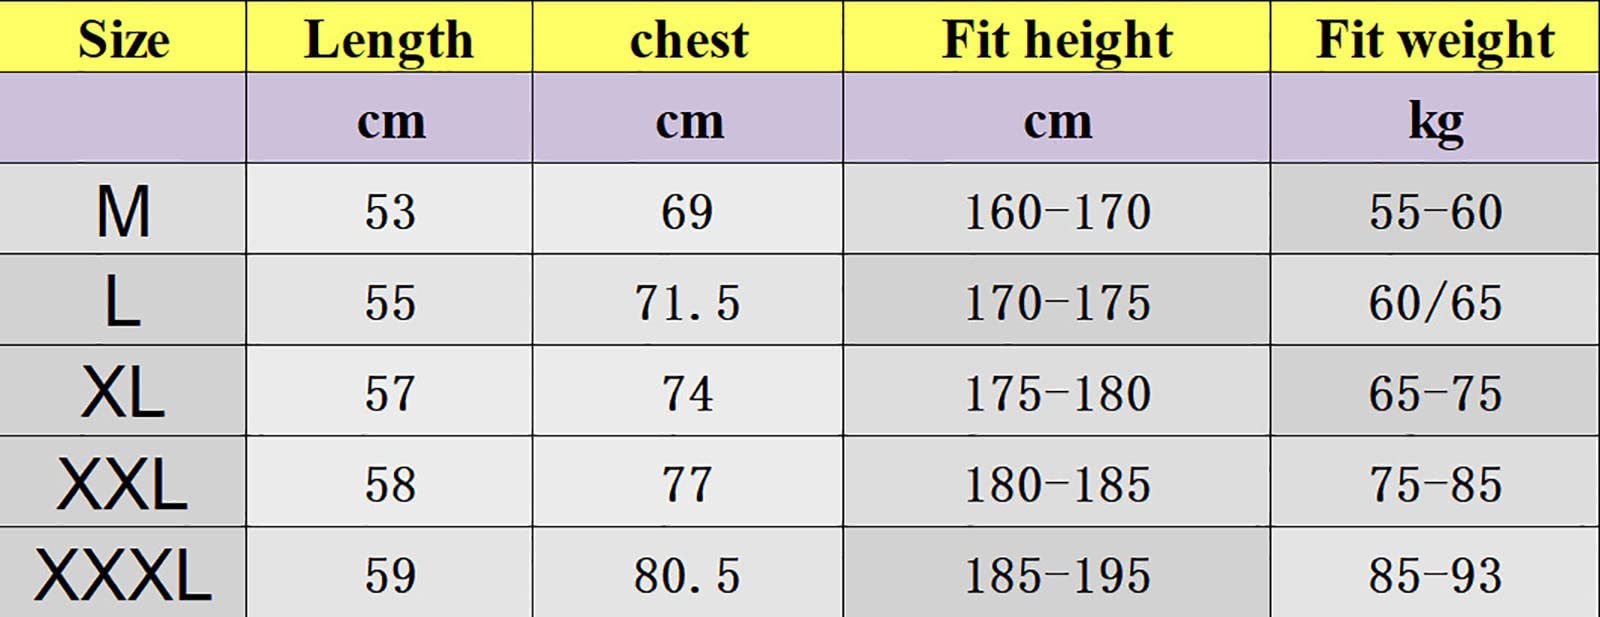 Size Length chest Fit height Fit weight
cm cm cm kg
M 53 69 160-170 55-60
L 55 71.5 170-175 60/65
XL 57 74 175-180 65-75
XXL 58 77 180-185 75-85
XXXL 59 80.5 185-195 85-93